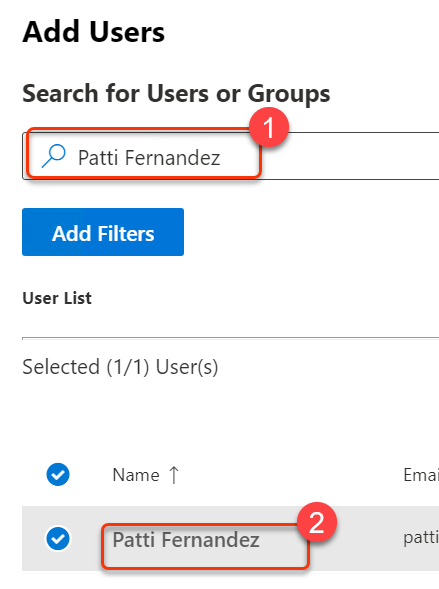 Add Users
Search for Users or Groups
1
Patti Fernandez
Add Filters
User List
Selected (1/1) User(s)
Name ↑ Emai
2
Patti Fernandez patti